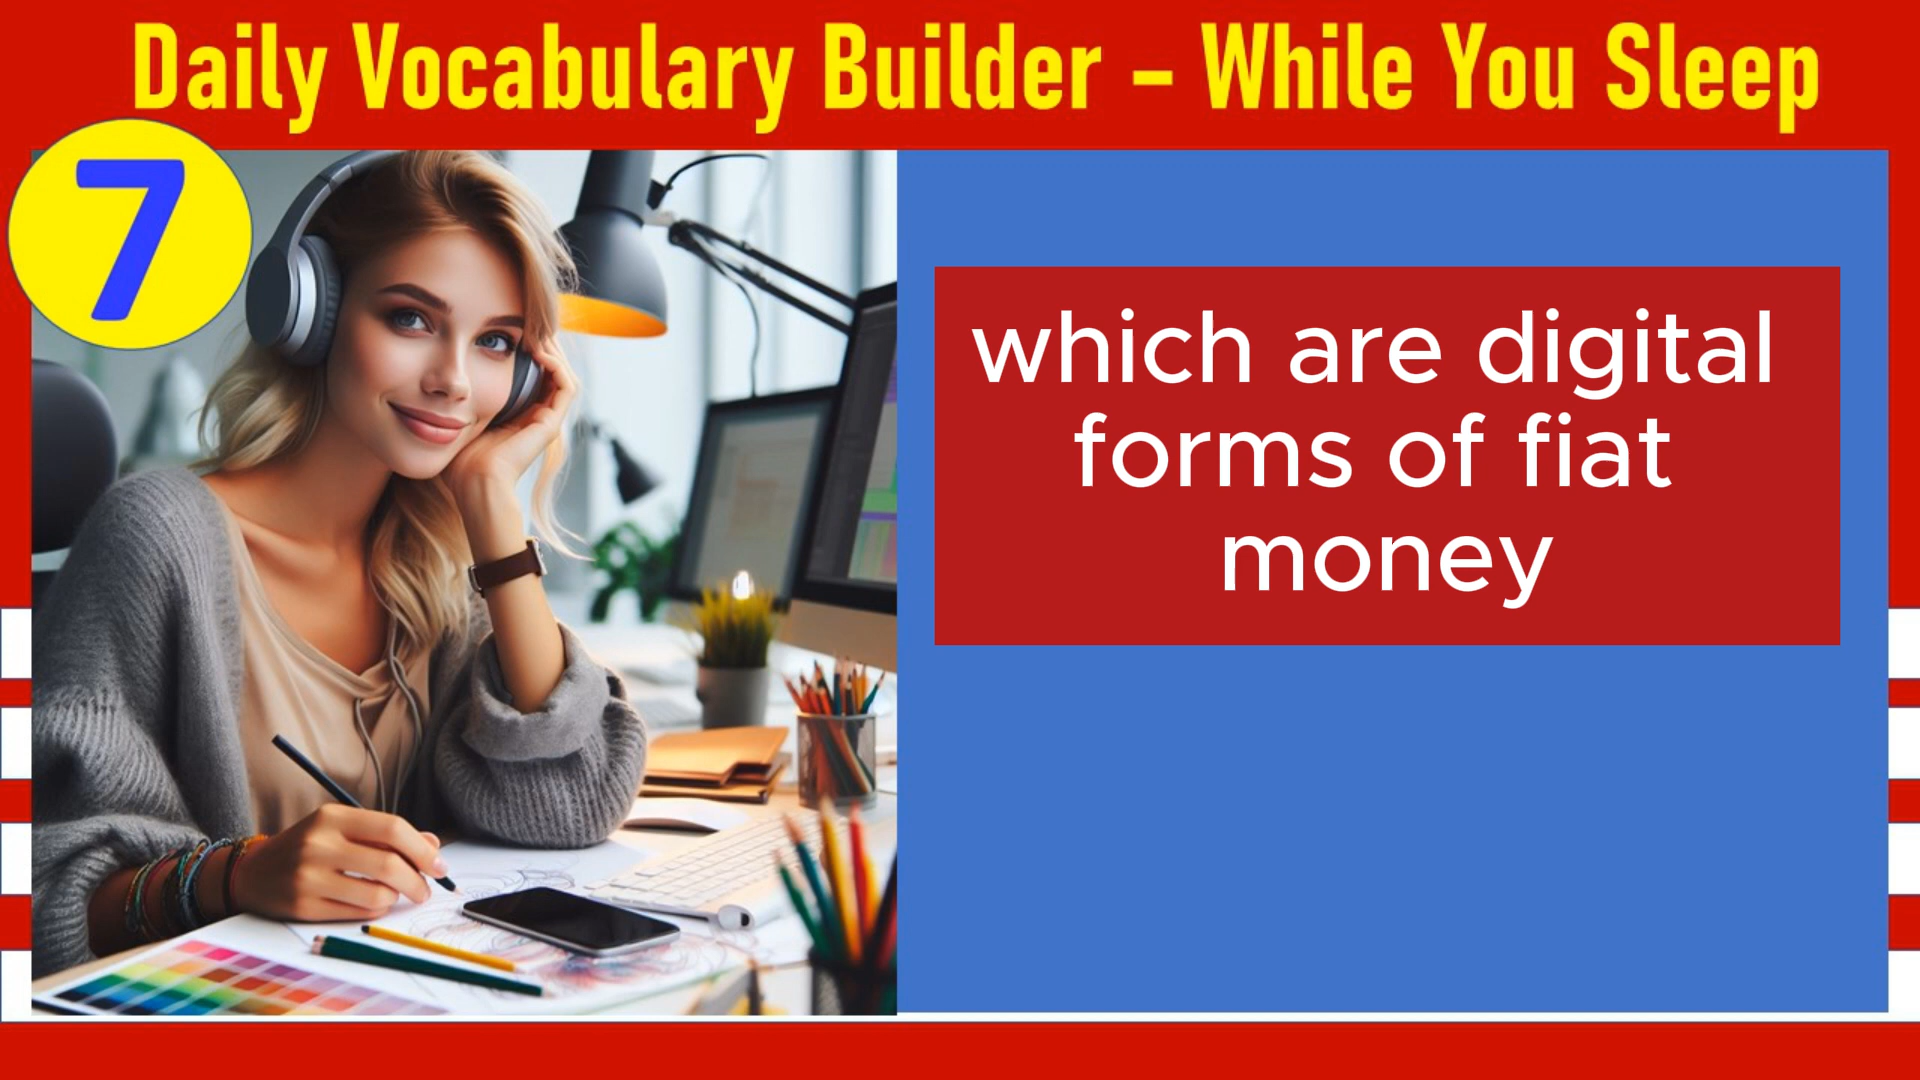 Daily Vocabulary Builder – While You Sleep
7
which are digital
forms of fiat
money